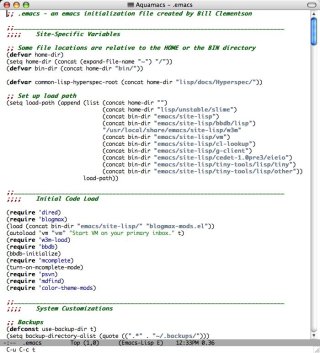 Aquamacs - .emacs
;; .emacs - an emacs initialization file created by Bill Clementson
;;;; Site-Specific Variables
;; Some file locations are relative to the HOME or the BIN directory
(defvar home-dir)
(setq home-dir (concat (expand-file-name "~") "/"))
(defvar bin-dir (concat home-dir "bin/"))
(defvar common-lisp-hyperspec-root (concat home-dir "lisp/docs/Hyperspec/"))
;; Set up load path
(setq load-path (append (list (concat home-dir "")
(concat home-dir "lisp/unstable/slime")
(concat bin-dir "emacs/site-lisp")
(concat bin-dir "emacs/site-lisp/bbdb/lisp")
"/usr/local/share/emacs/site-lisp/w3m"
(concat bin-dir "emacs/site-lisp/vm")
(concat bin-dir "emacs/site-lisp/cl-lookup")
(concat bin-dir "emacs/site-lisp/g-client")
(concat bin-dir "emacs/site-lisp/cedet-1.0pre3/eieio")
(concat bin-dir "emacs/site-lisp/tiny-tools/lisp/tiny")
(concat bin-dir "emacs/site-lisp/tiny-tools/lisp/other"))
load-path))
;;;; Initial Code Load
(require 'dired)
(require 'blogmax)
(load (concat bin-dir "emacs/site-lisp/" "blogmax-mods.el"))
(autoload 'vm "vm" "Start VM on your primary inbox." t)
(require 'w3m-load)
(require 'bbdb)
(bbdb-initialize)
(require 'mcomplete)
(turn-on-mcomplete-mode)
(require 'psvn)
(require 'mdfind)
(require 'color-theme-mods)
;;;; System Customizations
;; Backups
(defconst use-backup-dir t)
(setq backup-directory-alist (quote ((".*" . "~/.backups/")))
-:--- .emacs Top (1,0) (Emacs-Lisp E) 12:33PM 0.36
C-u C-c t